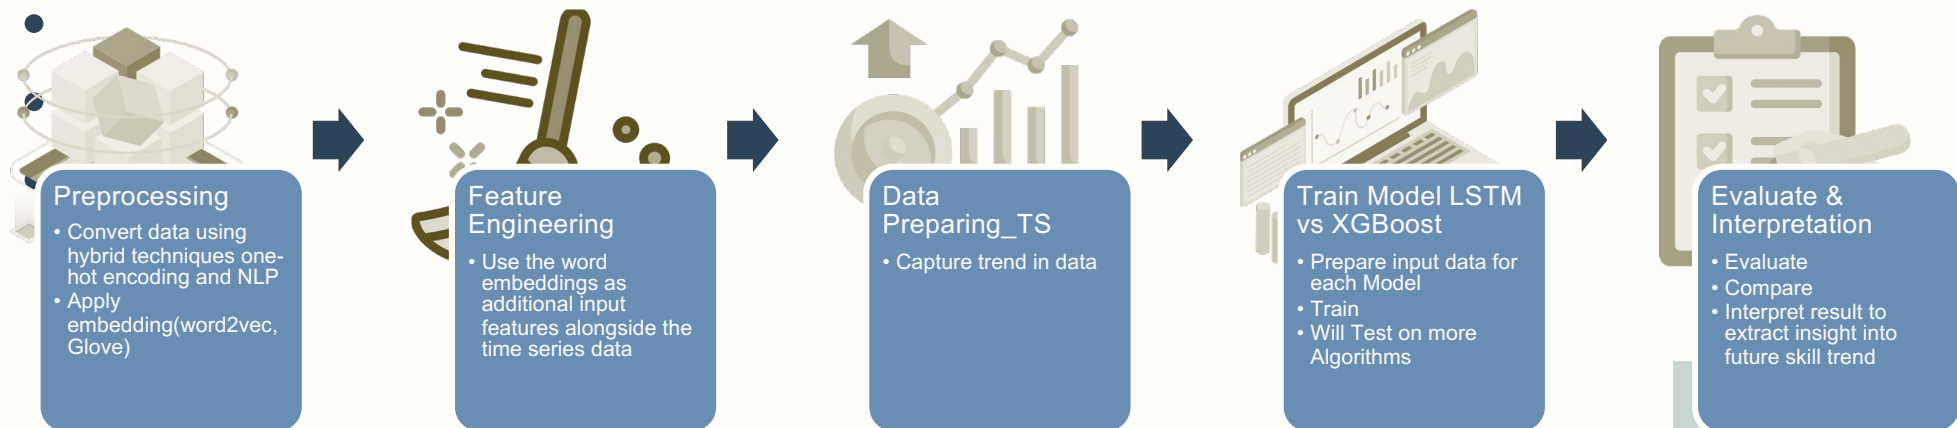 Preprocessing
• Convert data using
hybrid techniques one-
hot encoding and NLP
• Apply
embedding(word2vec,
Glove)
Feature
Engineering
• Use the word
embeddings as
additional input
features alongside the
time series data
Data
Preparing_TS
• Capture trend in data
Train Model LSTM
vs XGBoost
• Prepare input data for
each Model
• Train
• Will Test on more
Algorithms
Evaluate &
Interpretation
• Evaluate
• Compare
• Interpret result to
extract insight into
future skill trend